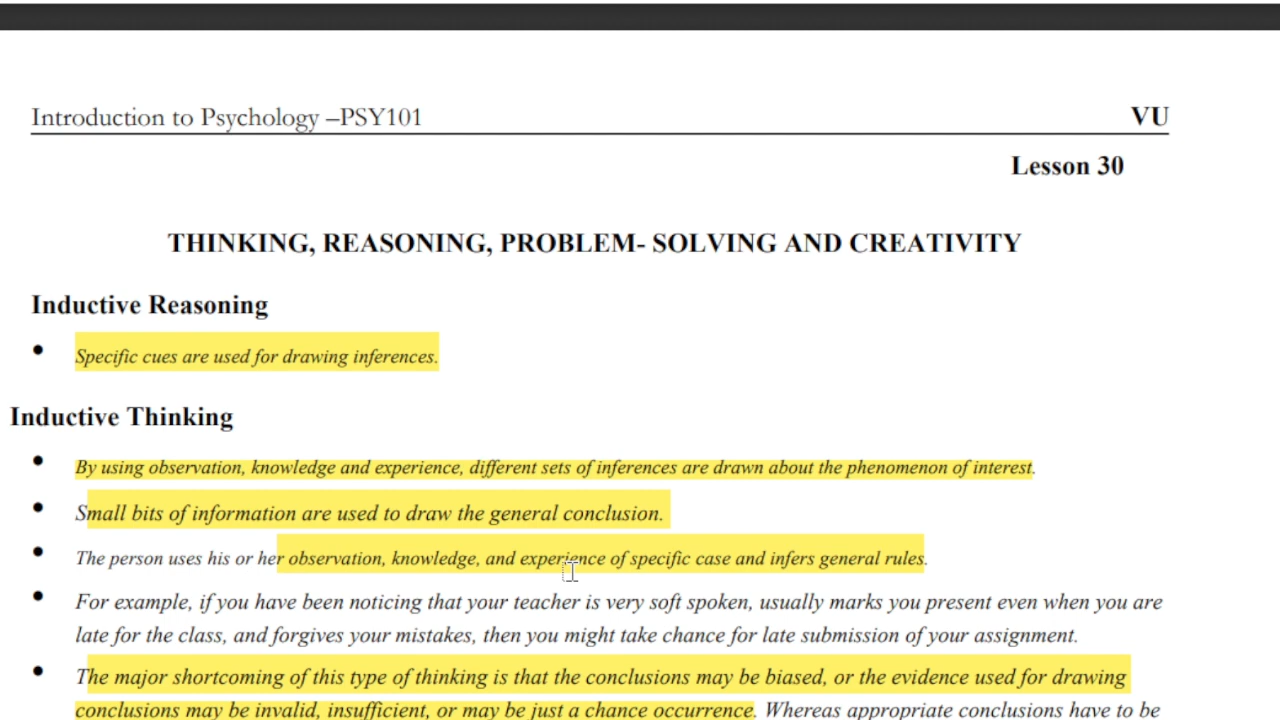 Introduction to Psychology –PSY101 VU
Lesson 30
THINKING, REASONING, PROBLEM- SOLVING AND CREATIVITY
Inductive Reasoning
• Specific cues are used for drawing inferences.
Inductive Thinking
• By using observation, knowledge and experience, different sets of inferences are drawn about the phenomenon of interest.
• Small bits of information are used to draw the general conclusion.
• The person uses his or her observation, knowledge, and experience of specific case and infers general rules.
• For example, if you have been noticing that your teacher is very soft spoken, usually marks you present even when you are
late for the class, and forgives your mistakes, then you might take chance for late submission of your assignment.
• The major shortcoming of this type of thinking is that the conclusions may be biased, or the evidence used for drawing
conclusions may be invalid, insufficient, or may be just a chance occurrence. Whereas appropriate conclusions have to be